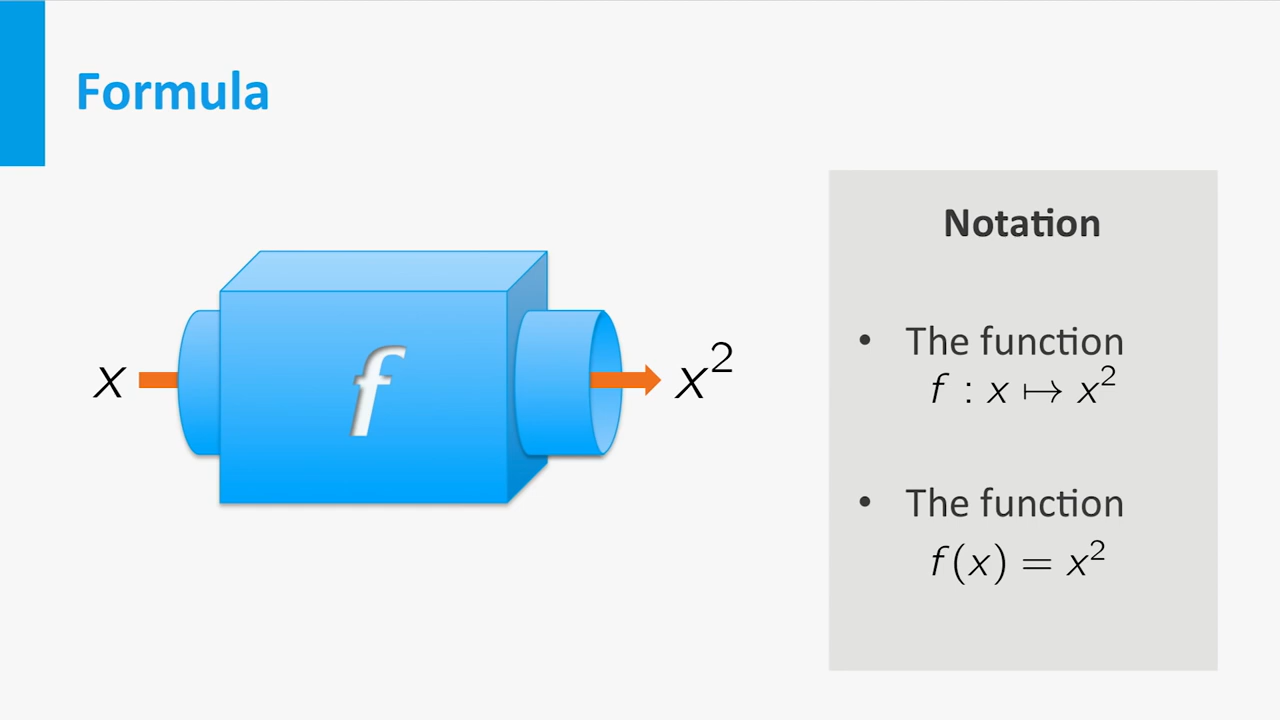 Formula
x
f
x²
Notation
• The function
f : x ↦ x²
• The function
f(x) = x²